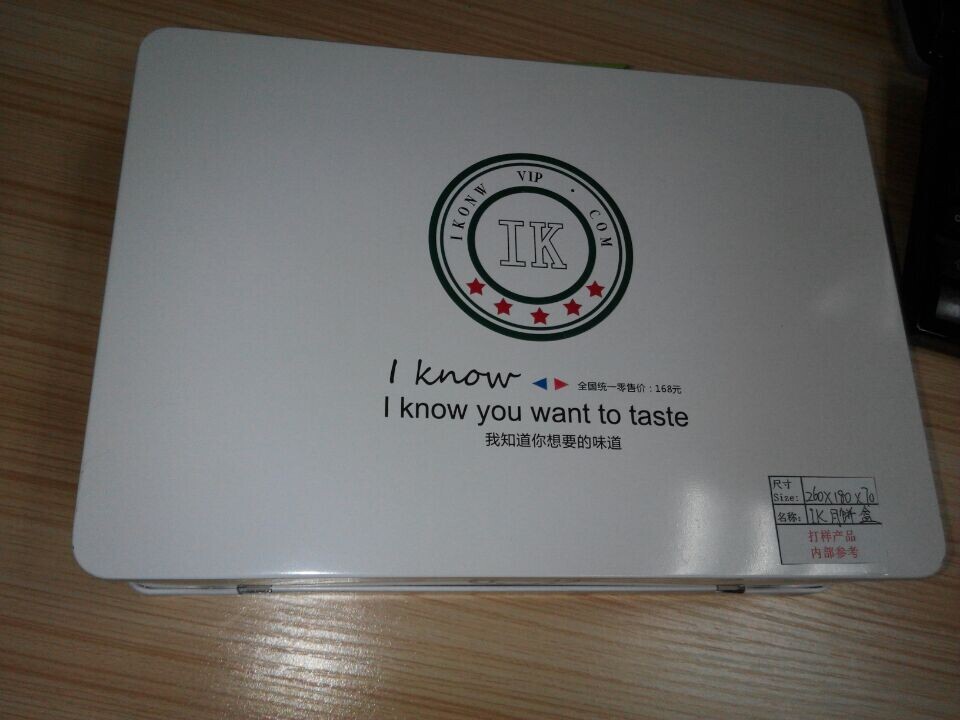 IKONW VIP · COM
IK
I know
全国统一零售价：168元
I know you want to taste
我知道你想要的味道
尺寸
Size: 260X180X70
名称: IK月饼盒
打样产品
内部参考